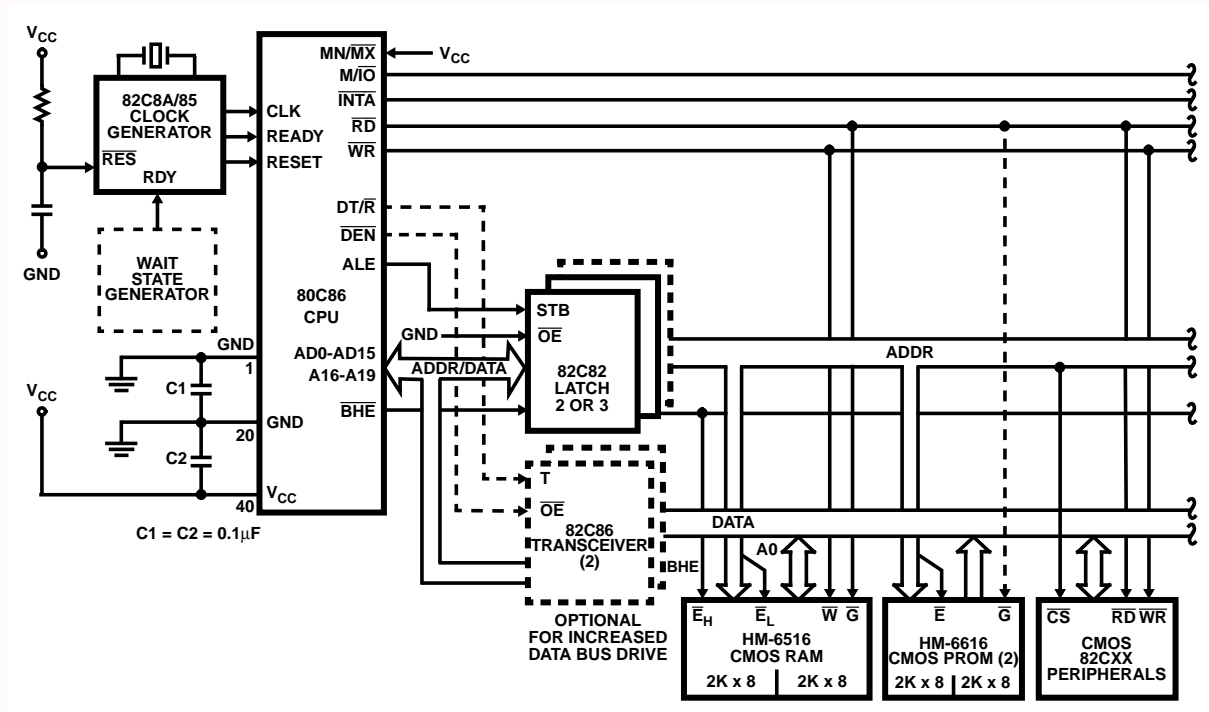 VCC
82C8A/85
CLOCK
GENERATOR
RES
RDY
GND
WAIT
STATE
GENERATOR
CLK
READY
RESET
MN/MX
VCC
M/IO
INTA
RD
WR
DT/R
DEN
ALE
80C86
CPU
GND
1
AD0-AD15
A16-A19
BHE
GND
20
VCC
40
VCC
C1
C2
C1 = C2 = 0.1µF
GND
ADDR/DATA
STB
OE
82C82
LATCH
2 OR 3
ADDR
T
OE
82C86
TRANSCEIVER
(2)
OPTIONAL
FOR INCREASED
DATA BUS DRIVE
DATA
A0
BHE
EH
EL
W
G
HM-6516
CMOS RAM
2K x 8
2K x 8
E
G
HM-6616
CMOS PROM (2)
2K x 8
2K x 8
CS
RD
WR
CMOS
82CXX
PERIPHERALS